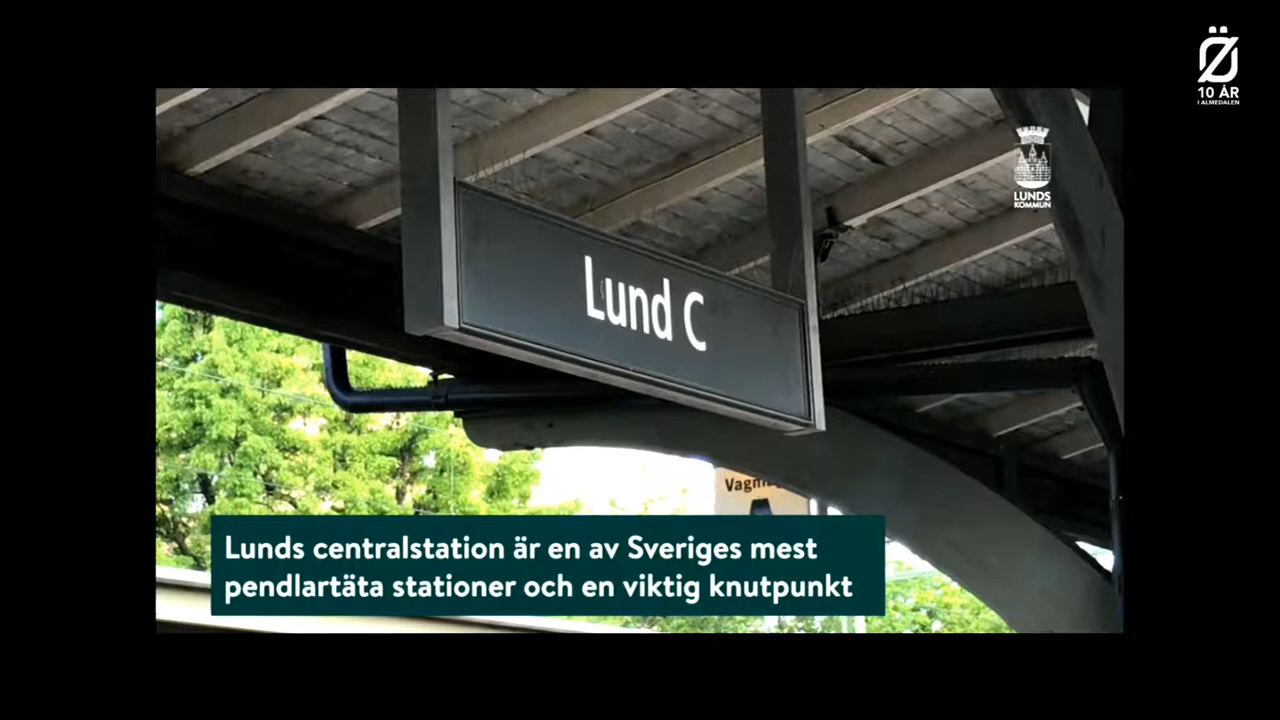 10 ÅR
I ALMEDALEN
LUNDS
KOMMUN
Lund C
Lunds centralstation är en av Sveriges mest
pendlartäta stationer och en viktig knutpunkt